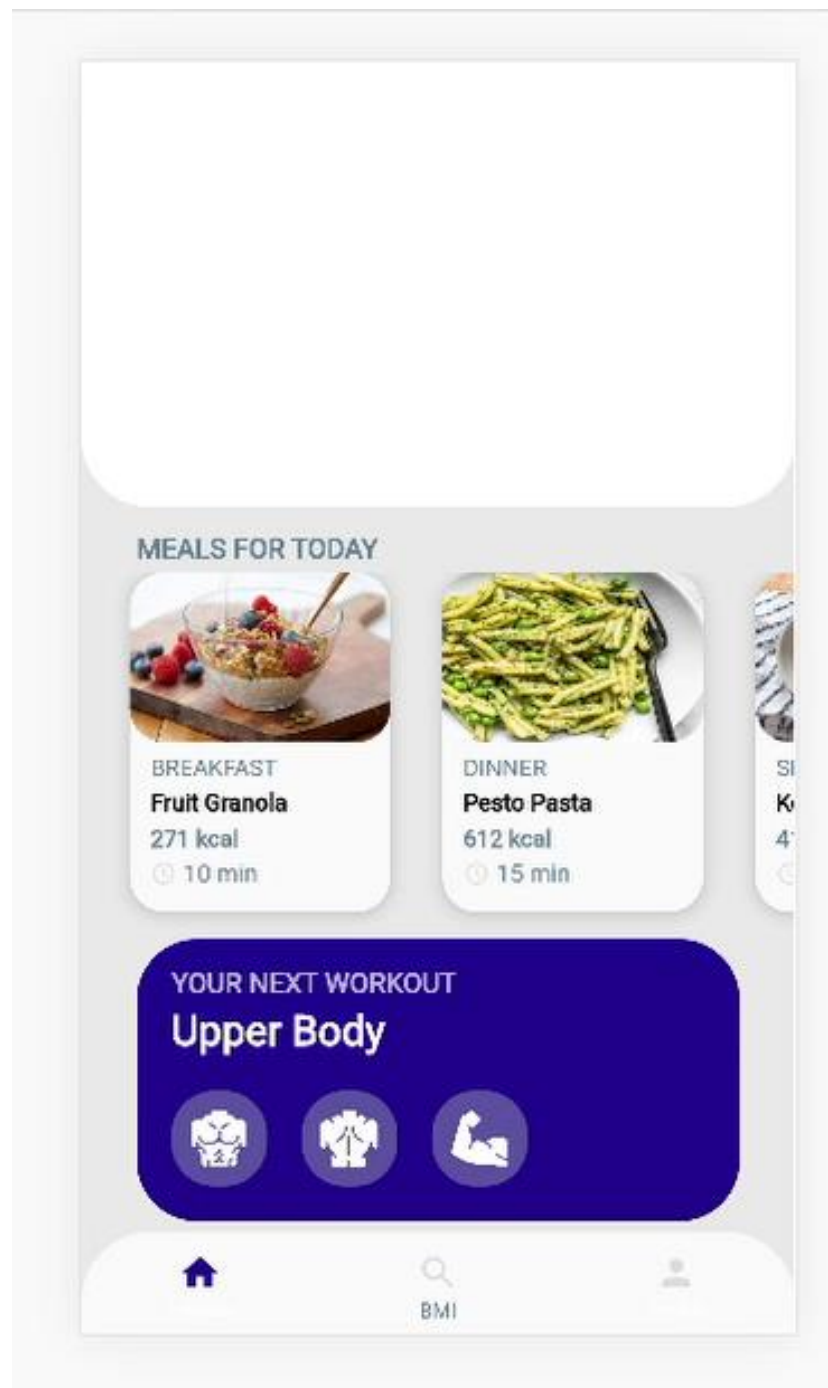 MEALS FOR TODAY
BREAKFAST
Fruit Granola
271 kcal
10 min
DINNER
Pesto Pasta
612 kcal
15 min
YOUR NEXT WORKOUT
Upper Body
BMI